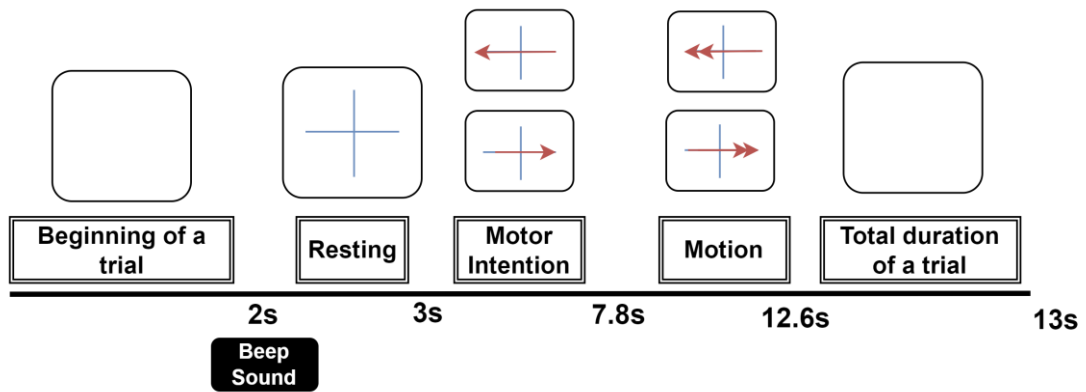 Beginning of a
trial
Resting
Motor
Intention
Motion
Total duration
of a trial
2s
3s
7.8s
12.6s
13s
Beep
Sound